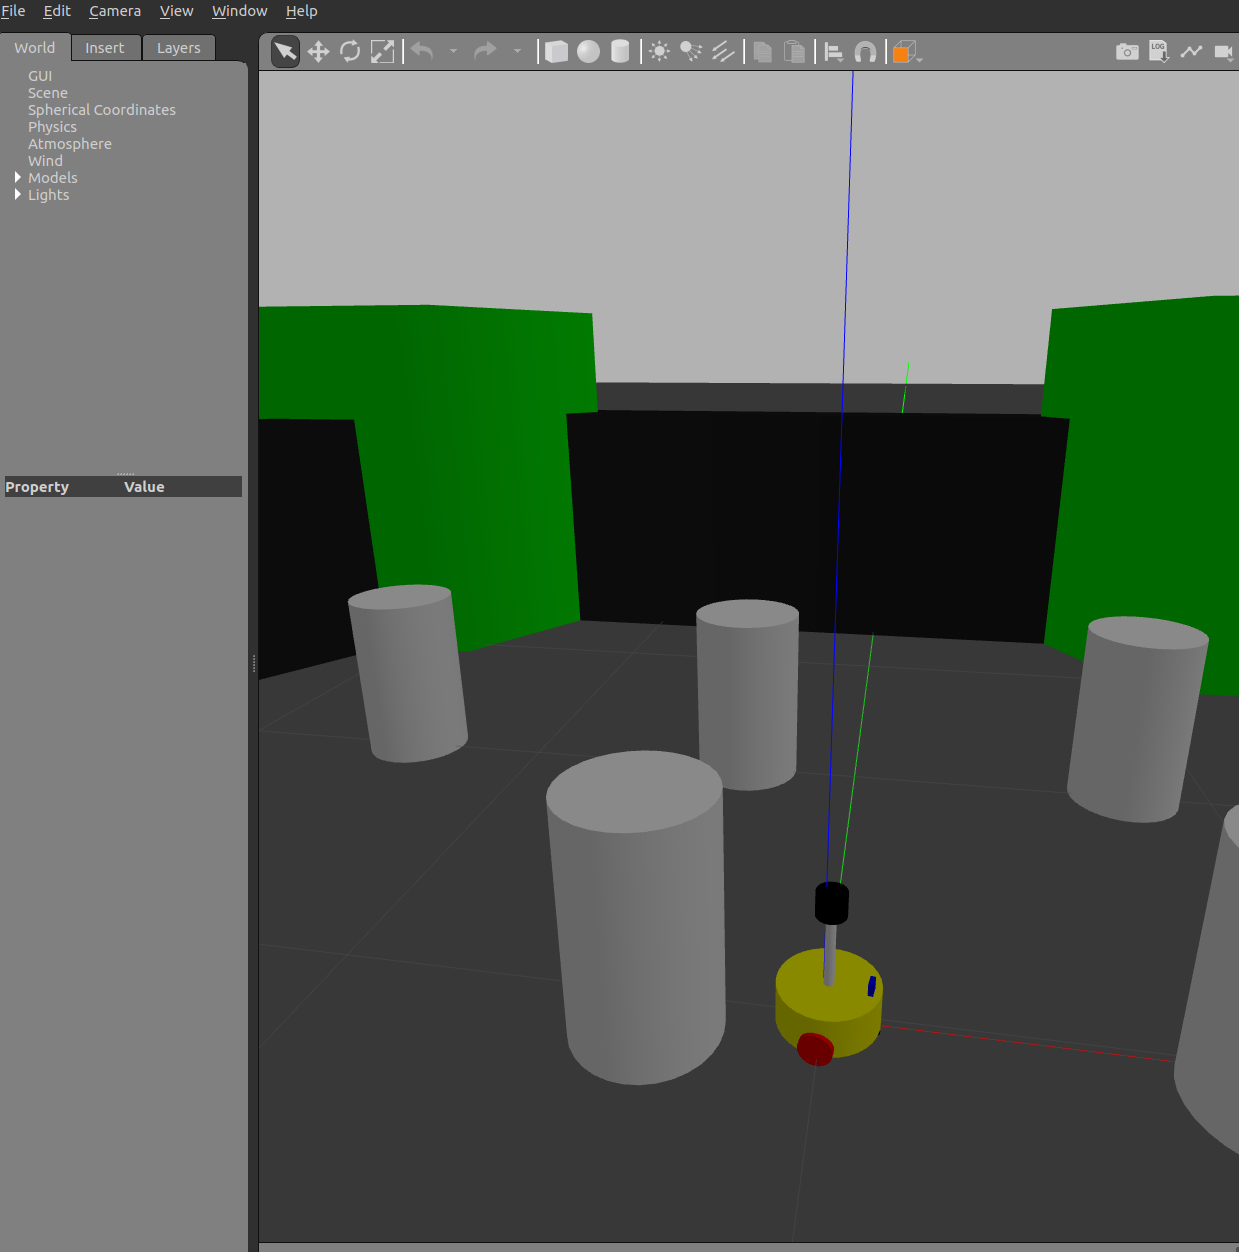 File Edit Camera View Window Help
World Insert Layers
LOG
GUI
Scene
Spherical Coordinates
Physics
Atmosphere
Wind
Models
Lights
Property Value